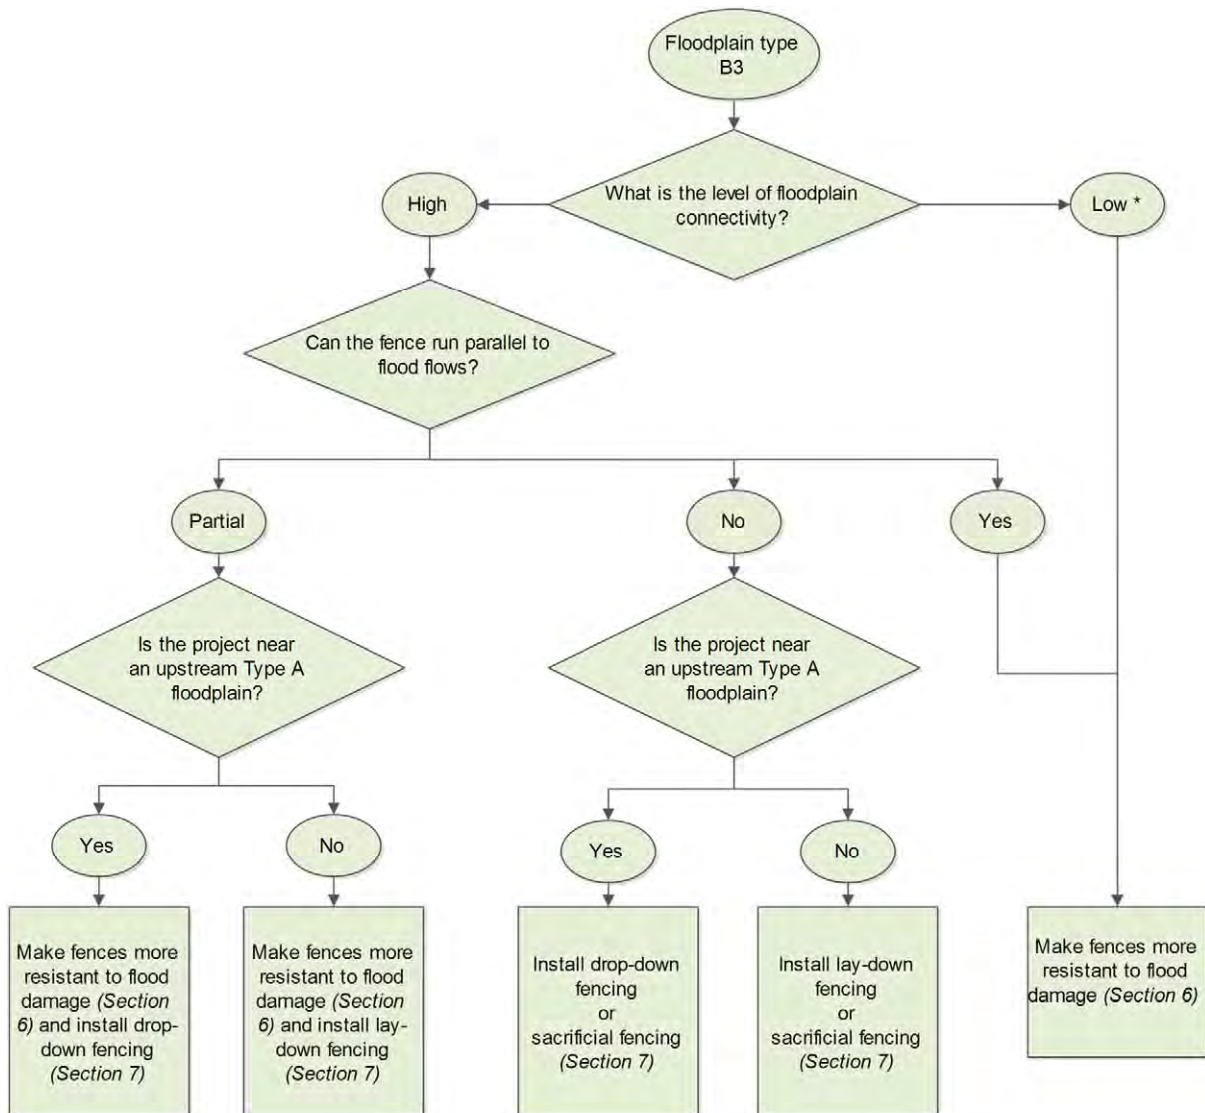 Floodplain type
B3
What is the level of floodplain
connectivity?
High
Low *
Can the fence run parallel to
flood flows?
Partial
No
Yes
Is the project near
an upstream Type A
floodplain?
Is the project near
an upstream Type A
floodplain?
Yes
No
Yes
No
Make fences more
resistant to flood
damage (Section
6) and install drop-
down fencing
(Section 7)
Make fences more
resistant to flood
damage (Section
6) and install lay-
down fencing
(Section 7)
Install drop-down
fencing
or
sacrificial fencing
(Section 7)
Install lay-down
fencing
or
sacrificial fencing
(Section 7)
Make fences more
resistant to flood
damage (Section 6)